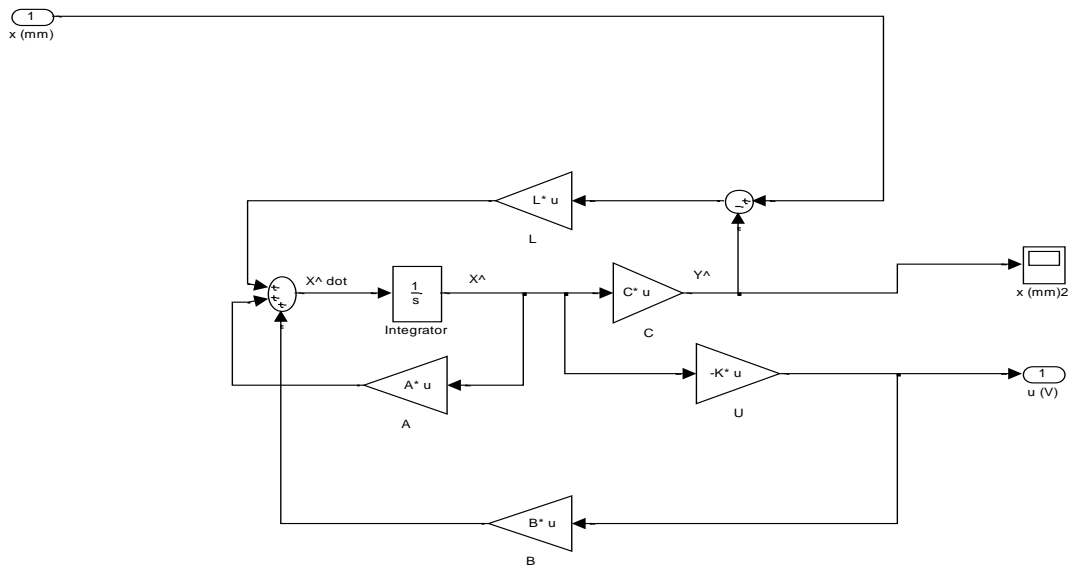 1
x (mm)
L* u
L
+
−
X^ dot
1
s
Integrator
X^
C* u
C
Y^
x (mm)2
+
+
+
A* u
A
-K* u
U
1
u (V)
B* u
B